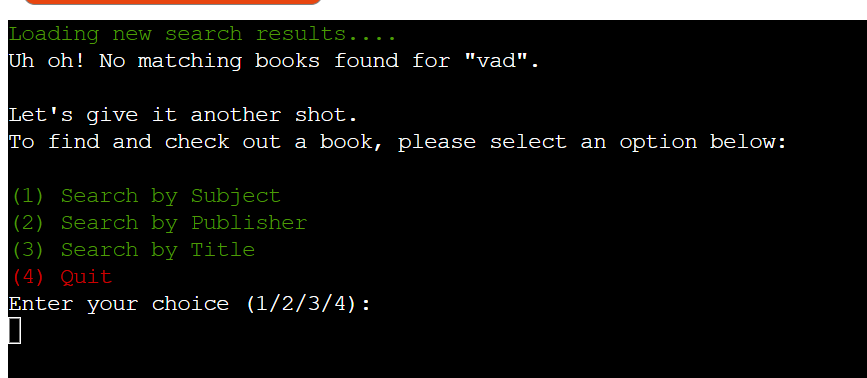 Loading new search results....
Uh oh! No matching books found for "vad".
Let's give it another shot.
To find and check out a book, please select an option below:
(1) Search by Subject
(2) Search by Publisher
(3) Search by Title
(4) Quit
Enter your choice (1/2/3/4):